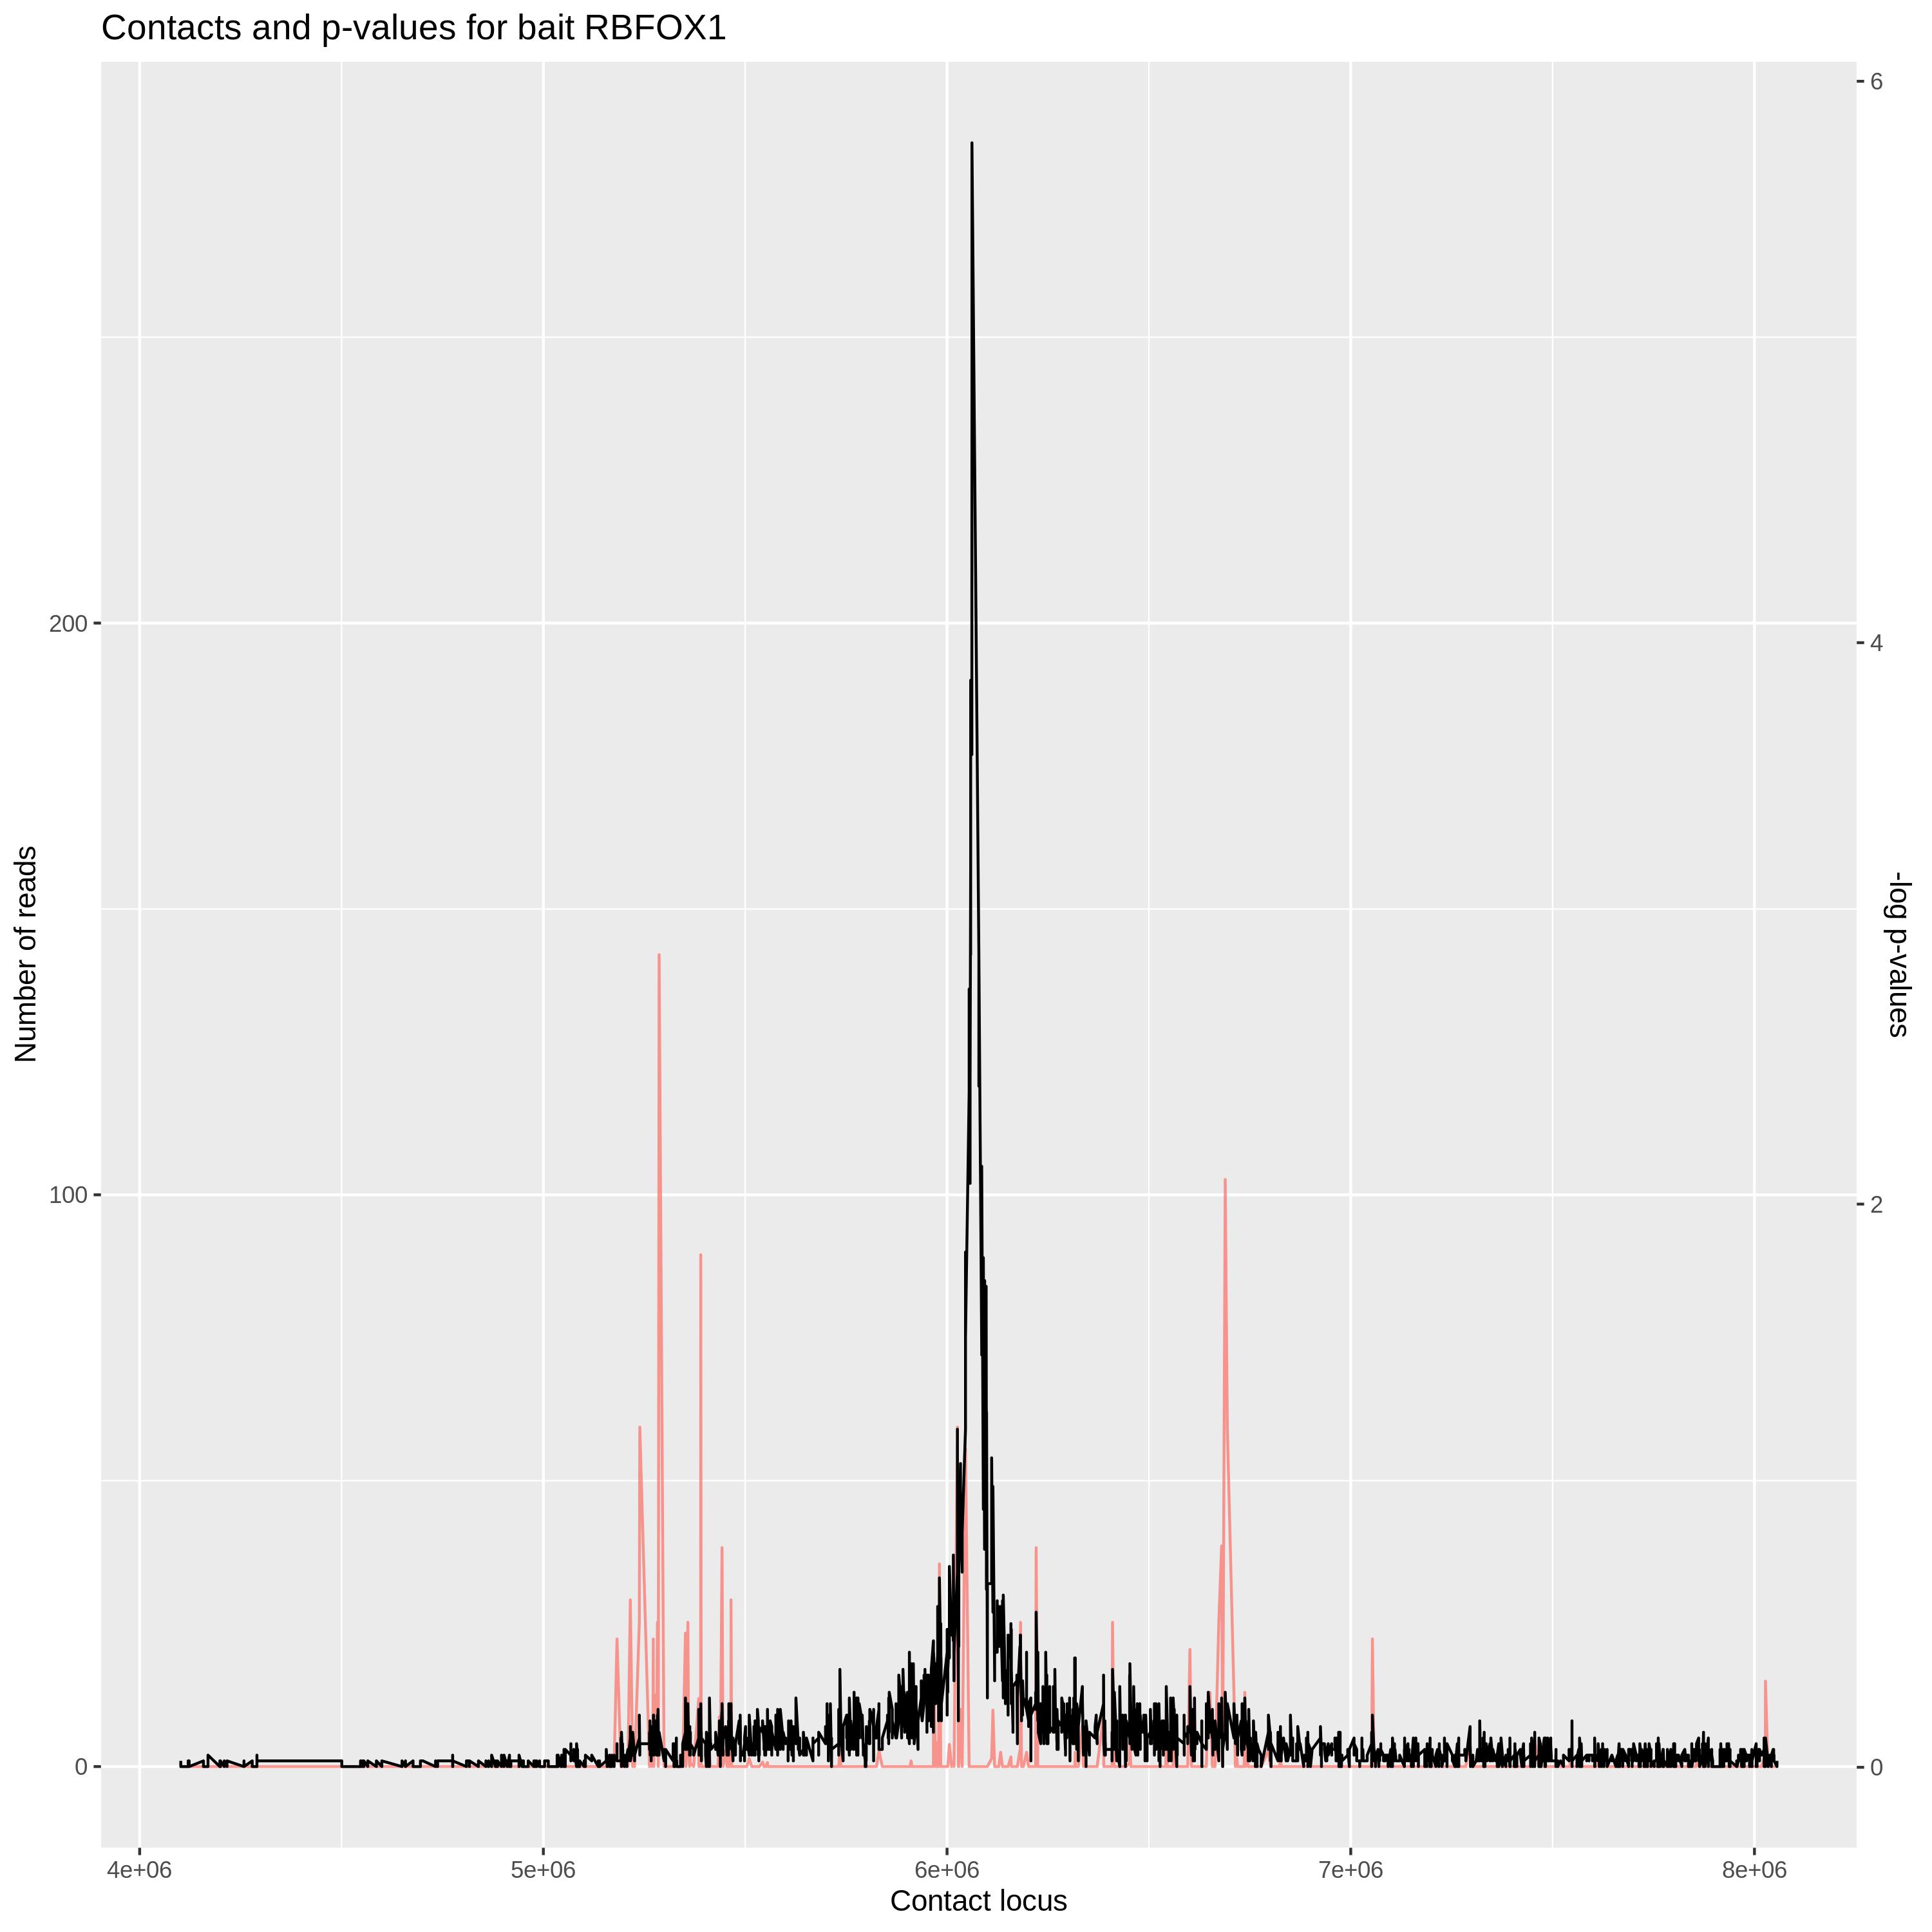 Contacts and p-values for bait RBFOX1
6
200
4
Number of reads
-log p-values
100
2
0
0
4e+06
5e+06
6e+06
7e+06
8e+06
Contact locus